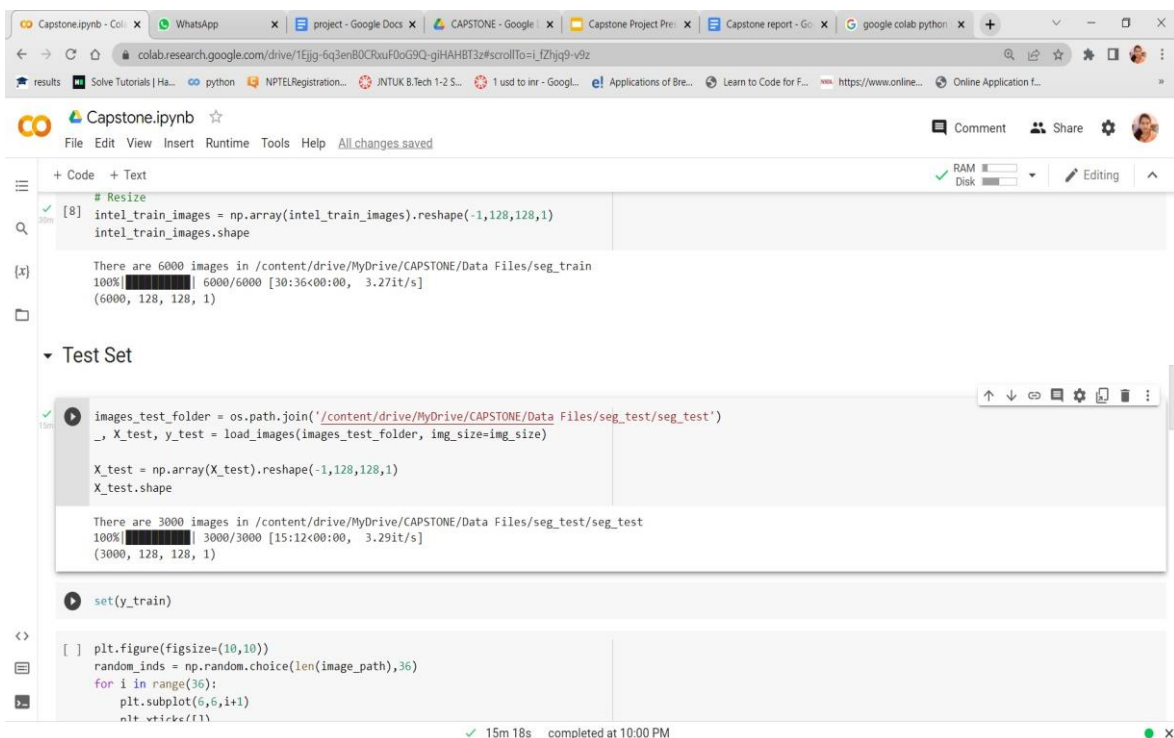 Capstone.ipynb - Col
WhatsApp
project - Google Docs
CAPSTONE - Google
Capstone Project Pre
Capstone report - Go
google colab python
colab.research.google.com/drive/1Ejjg-6q3enB0CRxuF0oG9Q-giHAHBT3z#scrollTo=i_fZhjq9-v9z
results
Solve Tutorials | Ha...
python
NPTELRegistration...
JNTUK B.Tech 1-2 S...
1 usd to inr - Googl...
Applications of Bre...
Learn to Code for F...
https://www.online...
Online Application f...
Capstone.ipynb
File Edit View Insert Runtime Tools Help All changes saved
Comment
Share
+ Code + Text
RAM
Disk
Editing
# Resize
[8] intel_train_images = np.array(intel_train_images).reshape(-1,128,128,1)
30m
intel_train_images.shape
There are 6000 images in /content/drive/MyDrive/CAPSTONE/Data Files/seg_train
100%| | 6000/6000 [30:36<00:00, 3.27it/s]
(6000, 128, 128, 1)
{x}
Test Set
15m
images_test_folder = os.path.join('/content/drive/MyDrive/CAPSTONE/Data Files/seg_test/seg_test')
_, X_test, y_test = load_images(images_test_folder, img_size=img_size)
X_test = np.array(X_test).reshape(-1,128,128,1)
X_test.shape
There are 3000 images in /content/drive/MyDrive/CAPSTONE/Data Files/seg_test/seg_test
100%| | 3000/3000 [15:12<00:00, 3.29it/s]
(3000, 128, 128, 1)
set(y_train)
[ ] plt.figure(figsize=(10,10))
random_inds = np.random.choice(len(image_path),36)
for i in range(36):
plt.subplot(6,6,i+1)
plt.xticks([])
15m 18s completed at 10:00 PM